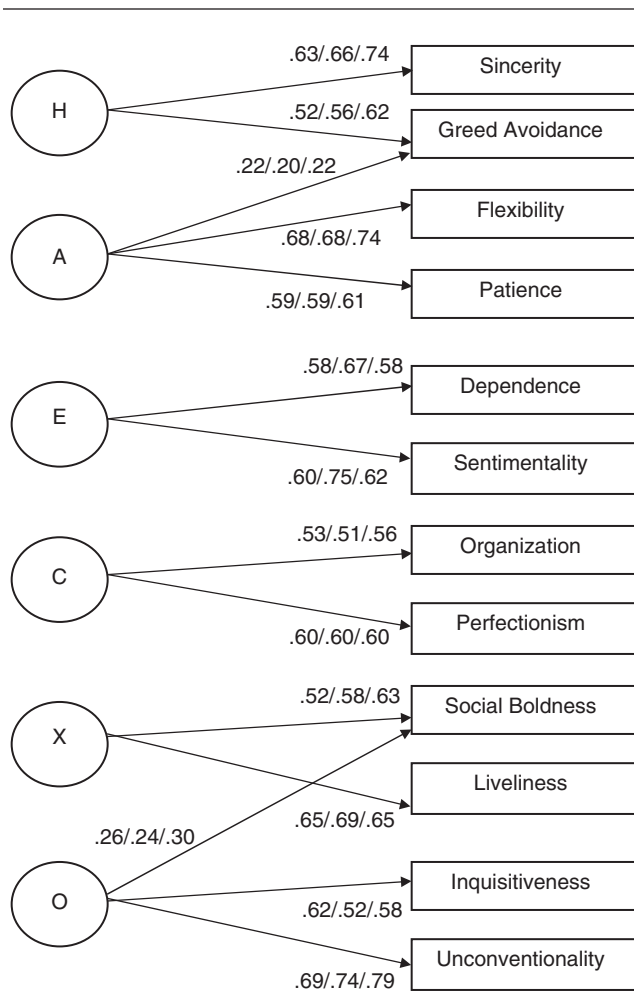 .63/.66/.74
Sincerity
H
.52/.56/.62
Greed Avoidance
.22/.20/.22
Flexibility
A
.68/.68/.74
Patience
.59/.59/.61
.58/.67/.58
Dependence
E
Sentimentality
.60/.75/.62
.53/.51/.56
Organization
C
Perfectionism
.60/.60/.60
.52/.58/.63
Social Boldness
X
Liveliness
.65/.69/.65
.26/.24/.30
Inquisitiveness
O
.62/.52/.58
Unconventionality
.69/.74/.79